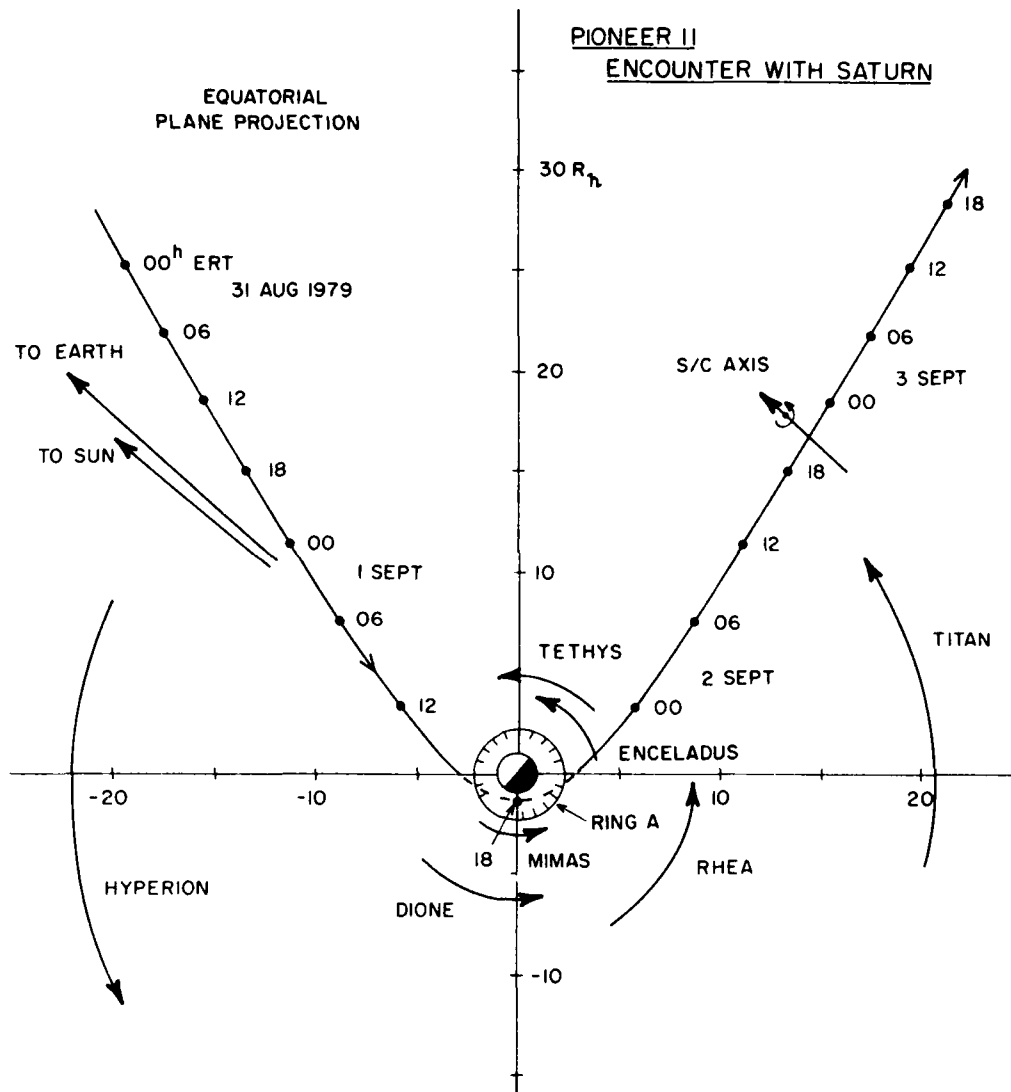 PIONEER II
ENCOUNTER WITH SATURN
EQUATORIAL
PLANE PROJECTION
30 R♄
18
00ʰ ERT
12
31 AUG 1979
06
06
TO EARTH
S/C AXIS
3 SEPT
20
12
00
TO SUN
18
18
00
12
10
1 SEPT
06
06
TITAN
TETHYS
2 SEPT
12
00
ENCELADUS
-20
-10
10
20
RING A
18
MIMAS
RHEA
HYPERION
DIONE
-10